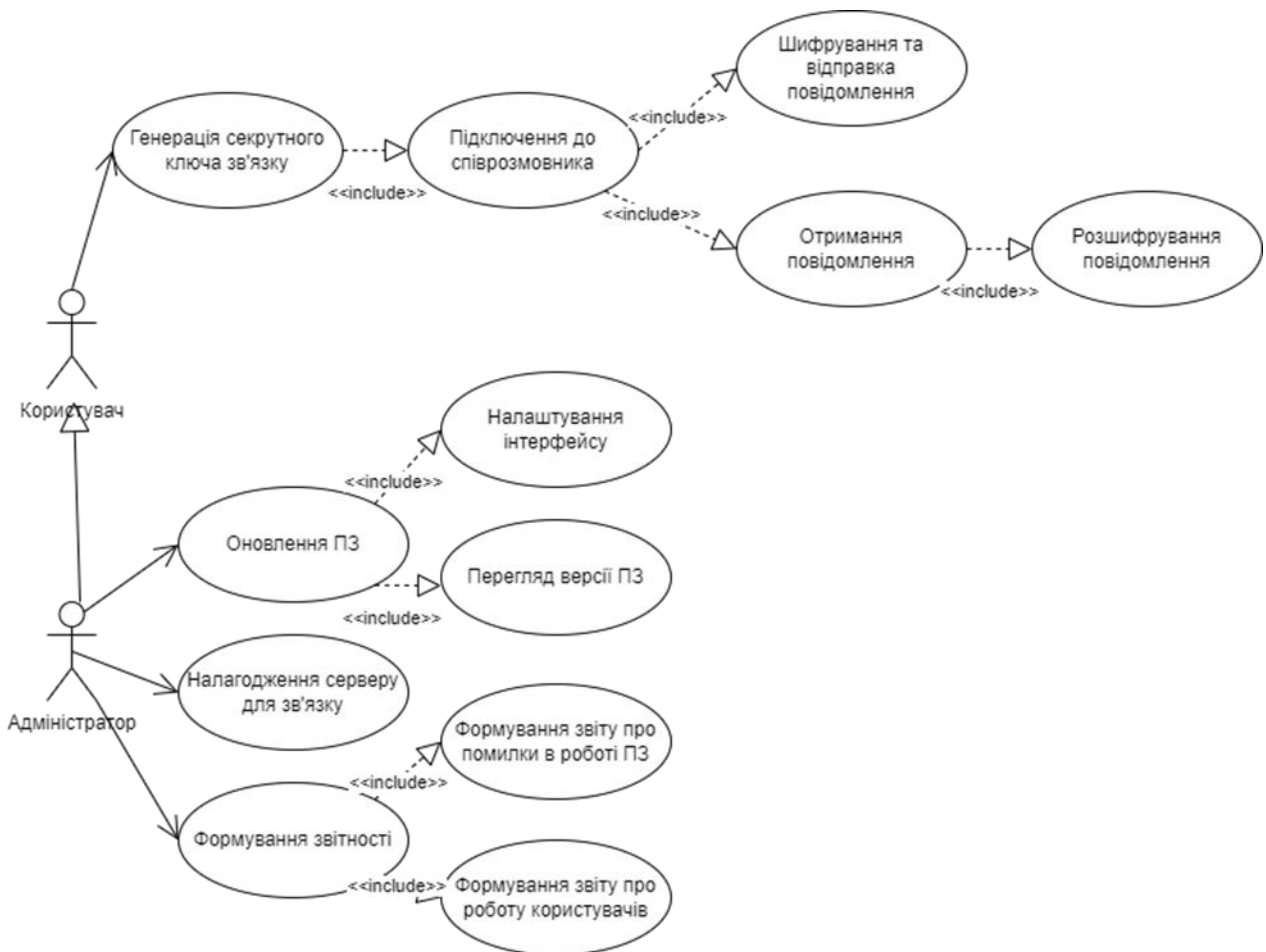 Шифрування та
відправка
повідомлення
Генерація секрутного
ключа зв'язку
<<include>>
Підключення до
співрозмовника
<<include>>
<<include>>
Отримання
повідомлення
<<include>>
Розшифрування
повідомлення
Користувач
Налаштування
інтерфейсу
<<include>>
Оновлення ПЗ
Перегляд версії ПЗ
<<include>>
Адміністратор
Налагодження серверу
для зв'язку
Формування звіту про
помилки в роботі ПЗ
<<include>>
Формування звітності
<<include>>
Формування звіту про
роботу користувачів